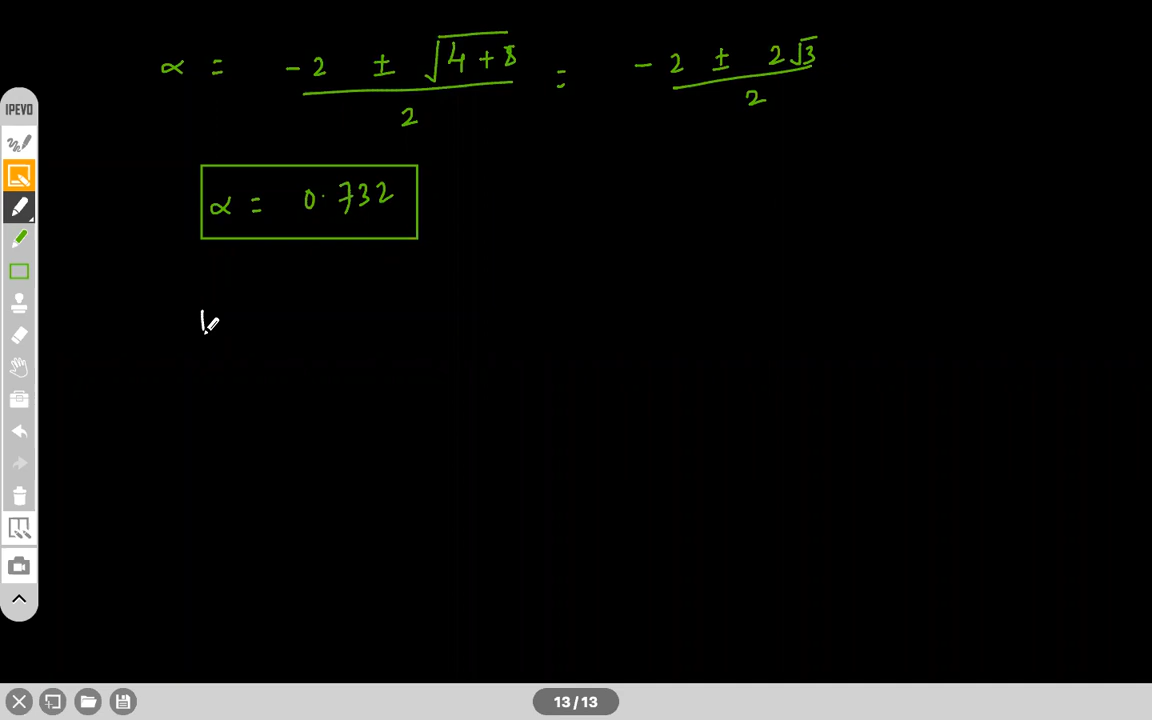 α = -2 ± √(4+8) / 2 = -2 ± 2√3 / 2
α = 0.732
IPEVO
13/13